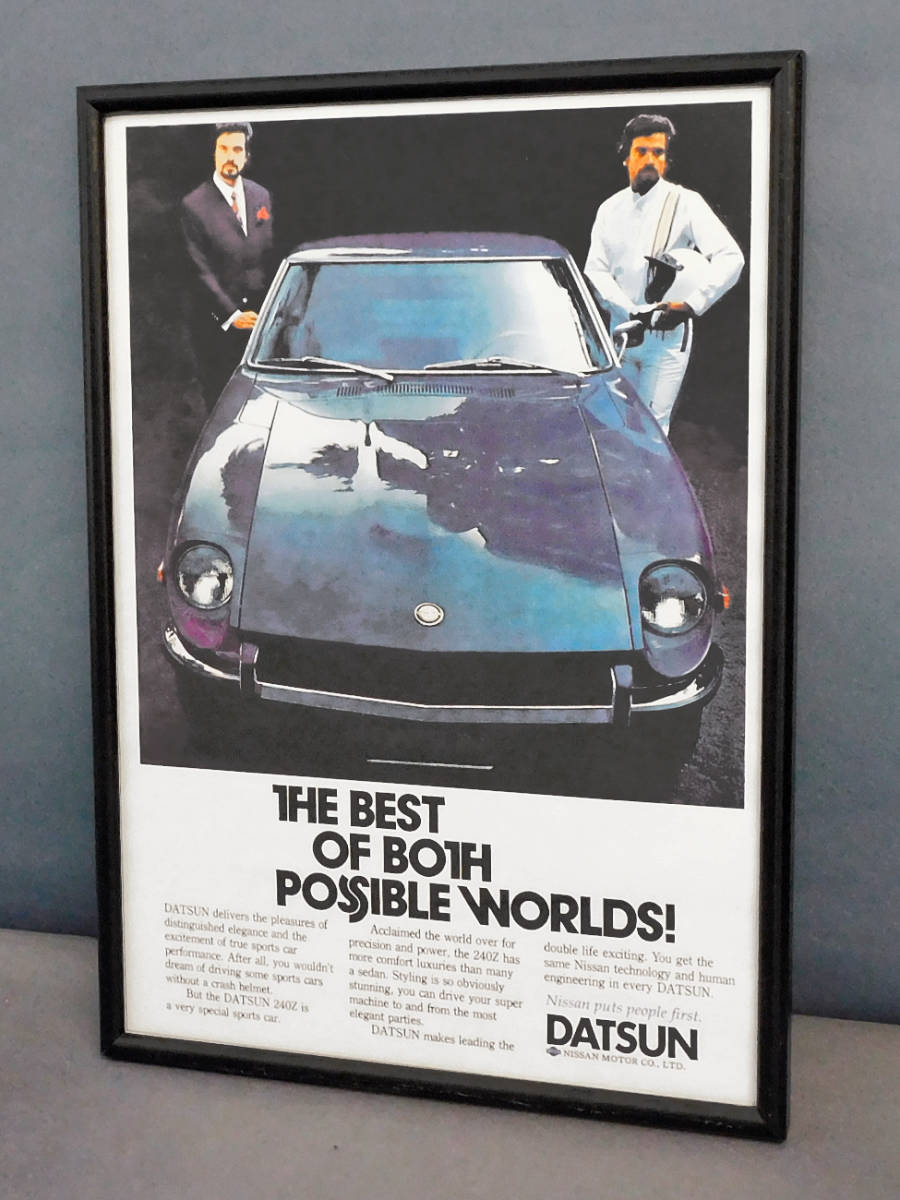 THE BEST
OF BOTH
POSSIBLE WORLDS!
DATSUN delivers the pleasures of
distinguished elegance and the
excitement of true sports car
performance. After all, you wouldn't
dream of driving some sports cars
without a crash helmet.
But the DATSUN 240Z is
a very special sports car.
Acclaimed the world over for
precision and power, the 240Z has
more comfort luxuries than many
a sedan. Styling is so obviously
stunning, you can drive your super
machine to and from the most
elegant parties.
DATSUN makes leading the
double life exciting. You get the
same Nissan technology and human
engineering in every DATSUN.
Nissan puts people first.
DATSUN
NISSAN MOTOR CO., LTD.